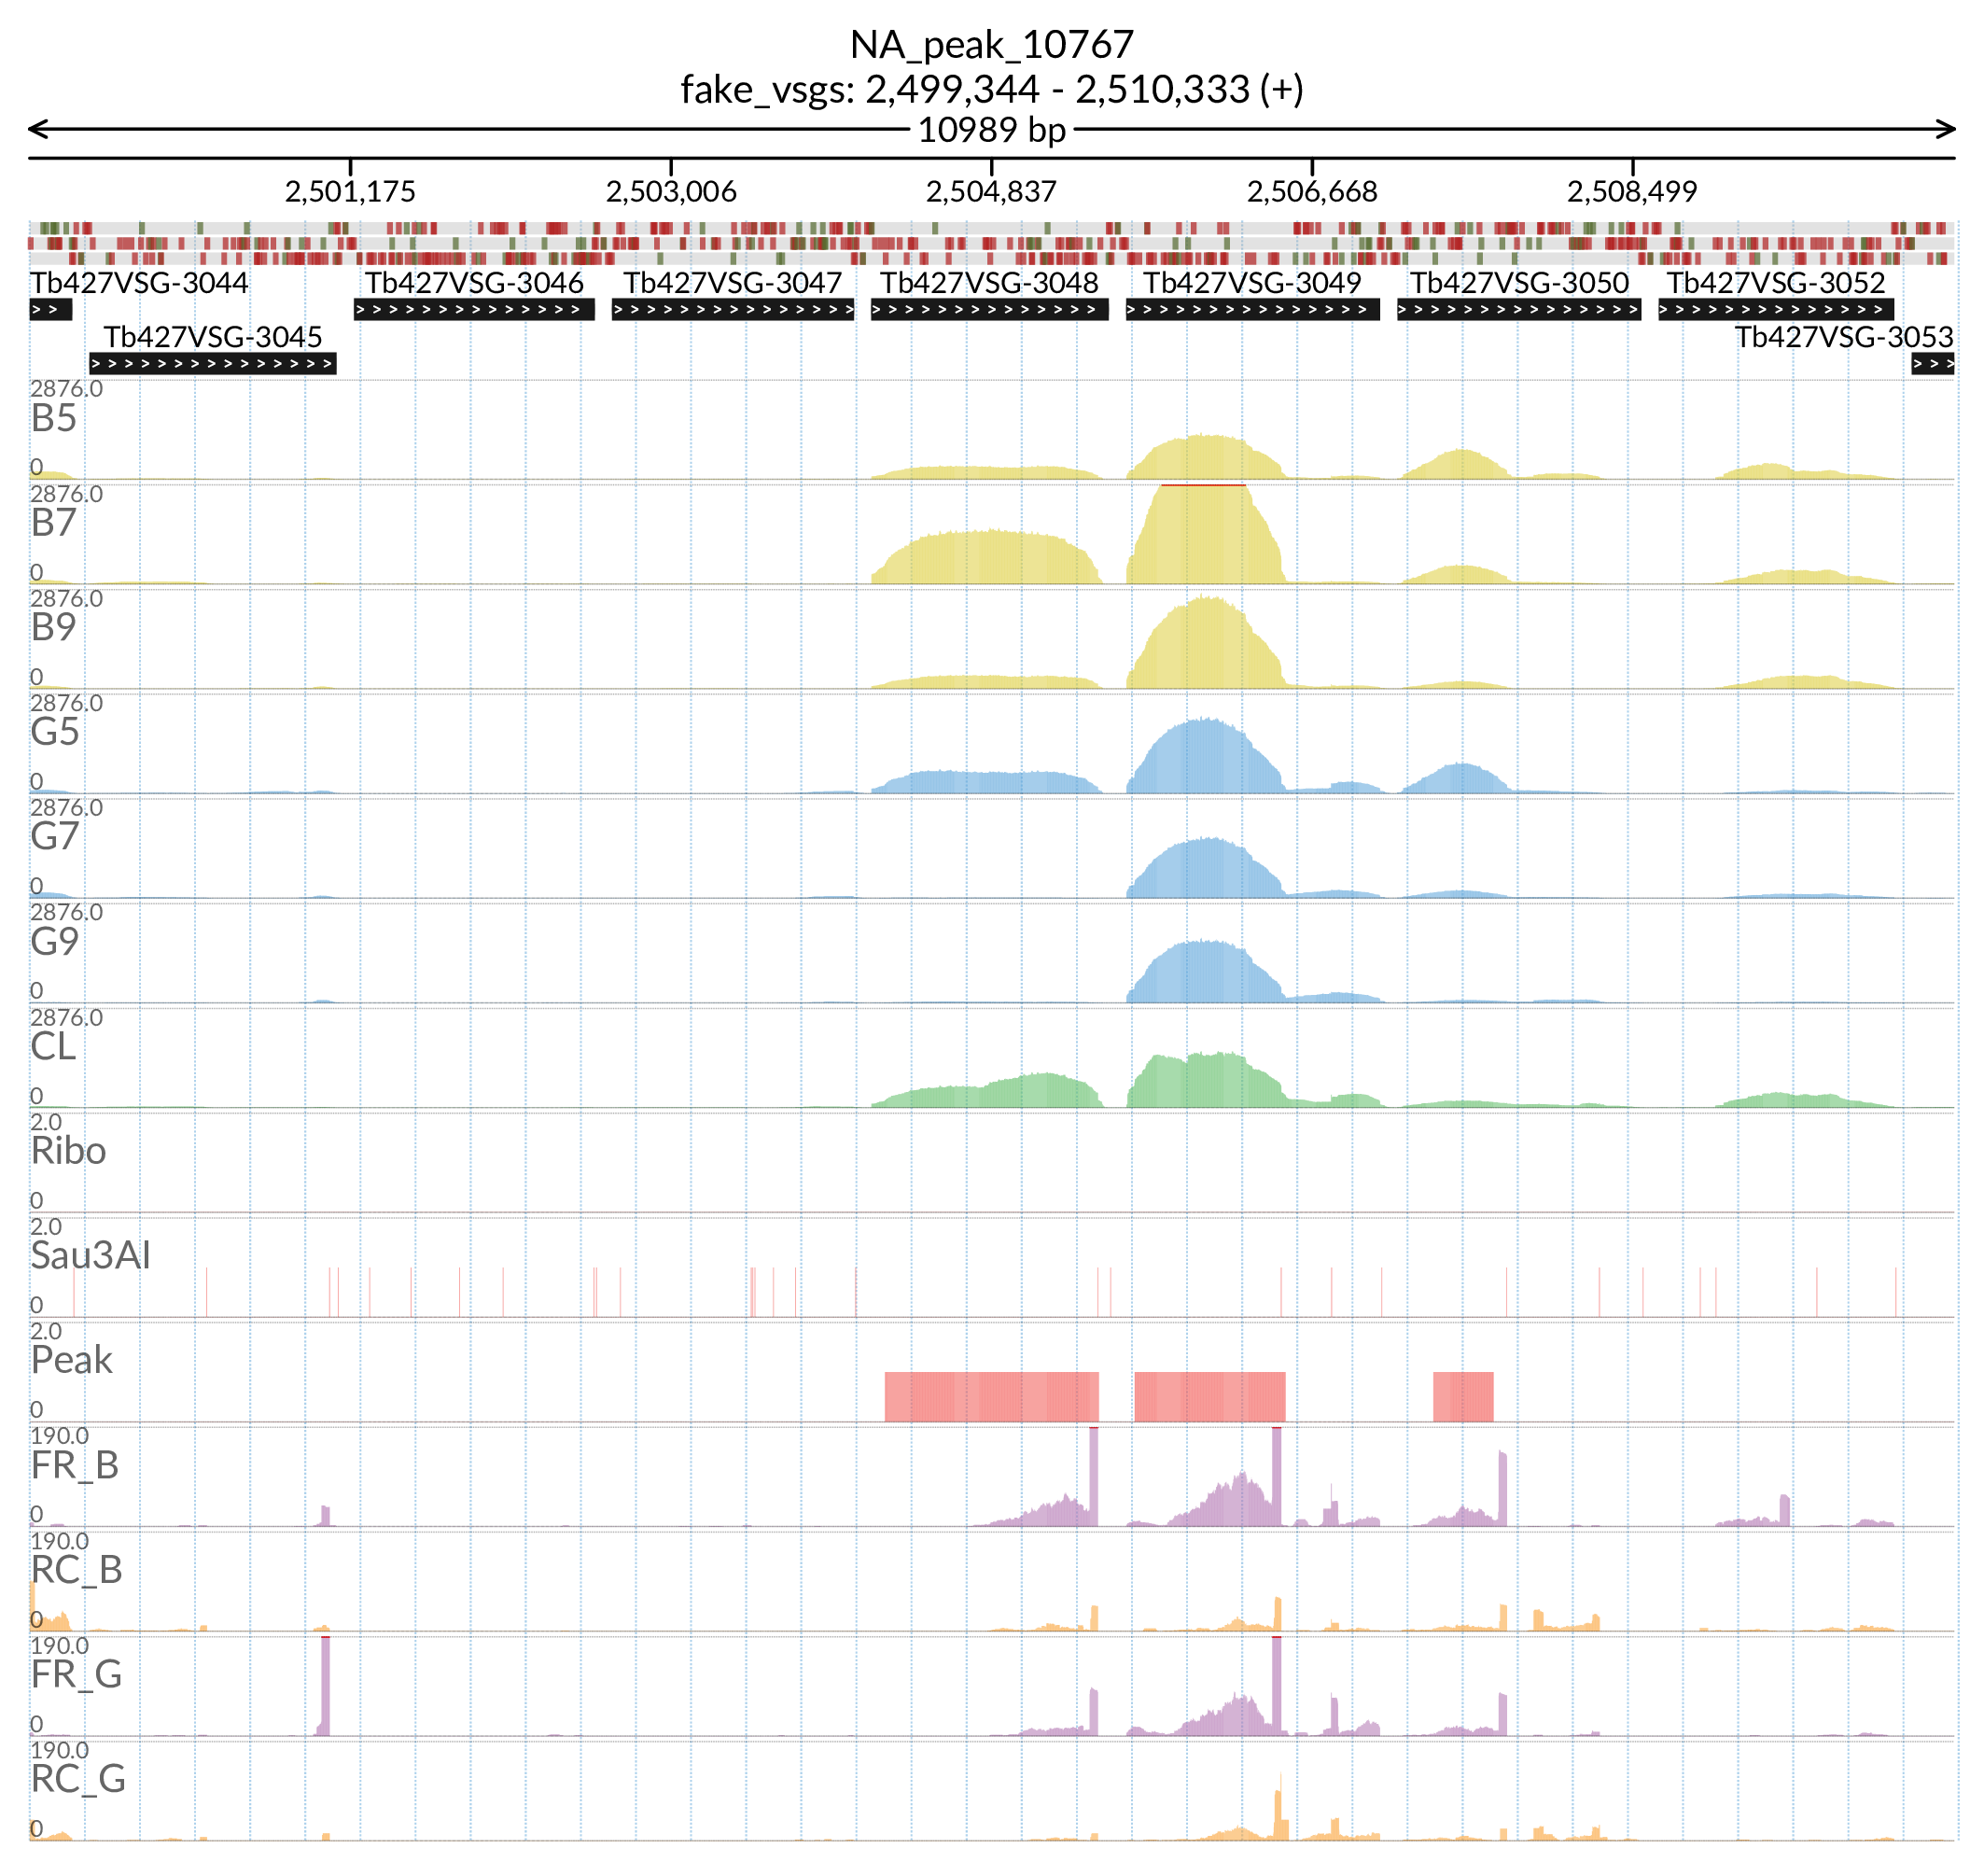 NA_peak_10767
fake_vsgs: 2,499,344 - 2,510,333 (+)
10989 bp
2,501,175 2,503,006 2,504,837 2,506,668 2,508,499
Tb427VSG-3044 Tb427VSG-3046 Tb427VSG-3047 Tb427VSG-3048 Tb427VSG-3049 Tb427VSG-3050 Tb427VSG-3052
Tb427VSG-3045 Tb427VSG-3053
2876.0
B5
0
2876.0
B7
0
2876.0
B9
0
2876.0
G5
0
2876.0
G7
0
2876.0
G9
0
2876.0
CL
0
2.0
Ribo
0
2.0
Sau3AI
0
2.0
Peak
0
190.0
FR_B
0
190.0
RC_B
0
190.0
FR_G
0
190.0
RC_G
0